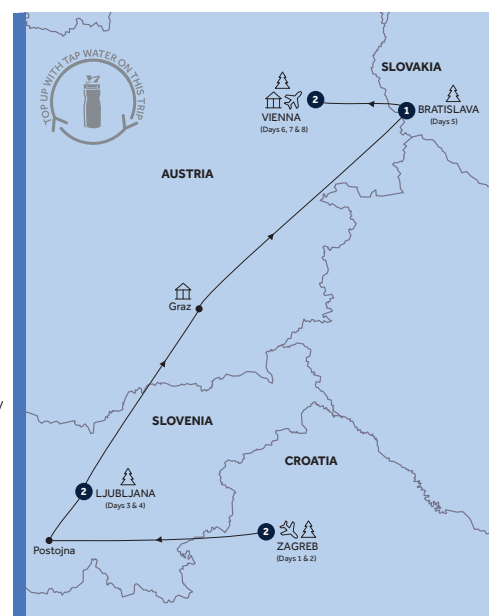 TOP UP WITH TAP WATER ON THIS TRIP
SLOVAKIA
2
VIENNA
(Days 6, 7 & 8)
1
BRATISLAVA
(Days 5)
AUSTRIA
Graz
SLOVENIA
CROATIA
2
LJUBLJANA
(Days 3 & 4)
Postojna
2
ZAGREB
(Days 1 & 2)